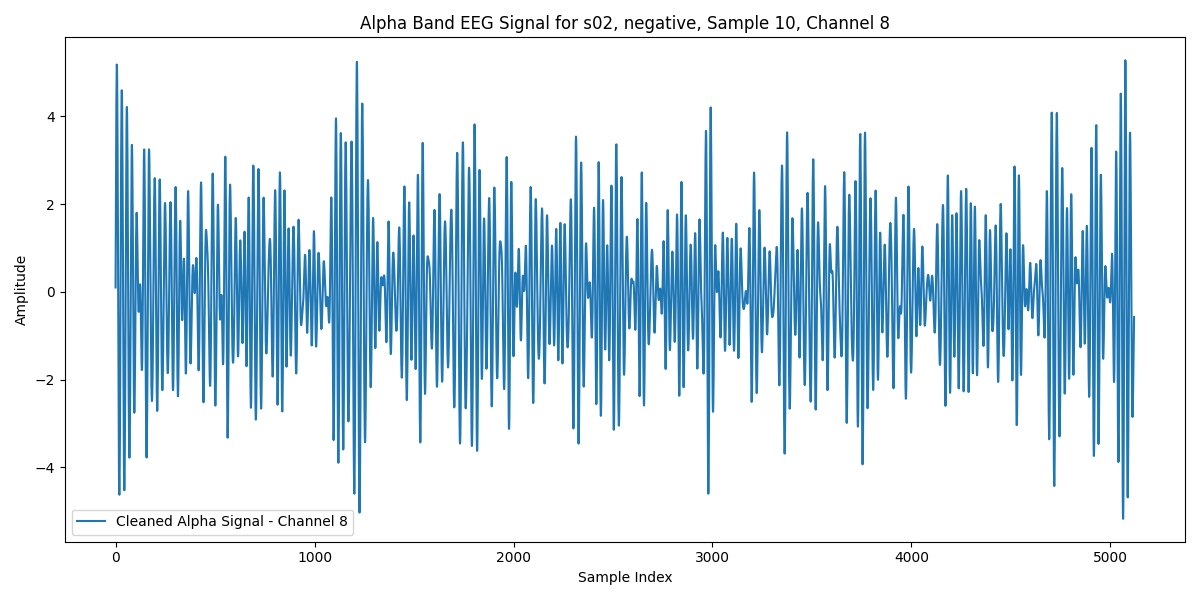 Alpha Band EEG Signal for s02, negative, Sample 10, Channel 8
Amplitude
4
2
0
−2
−4
Cleaned Alpha Signal - Channel 8
0 1000 2000 3000 4000 5000
Sample Index